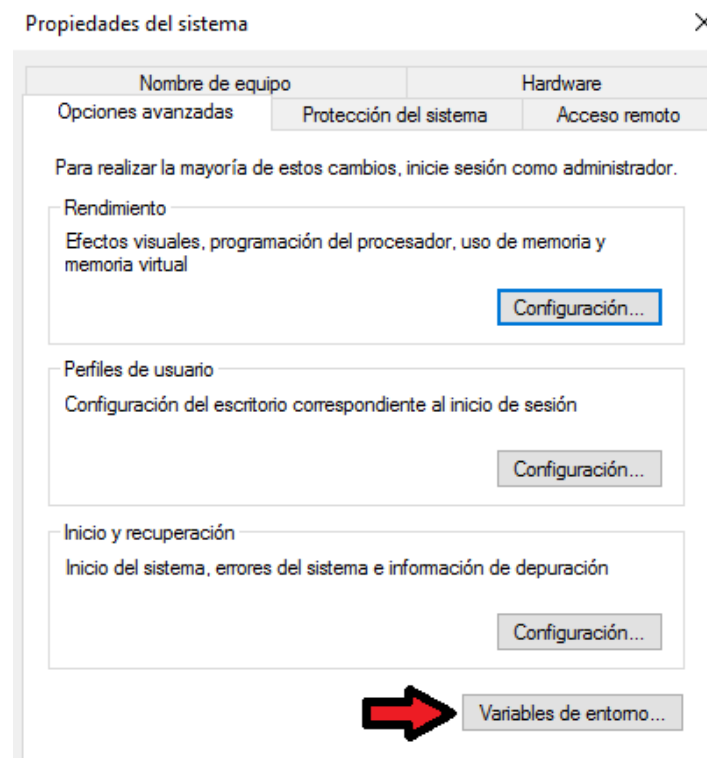 Propiedades del sistema
Nombre de equipo
Hardware
Opciones avanzadas
Protección del sistema
Acceso remoto
Para realizar la mayoría de estos cambios, inicie sesión como administrador.
Rendimiento
Efectos visuales, programación del procesador, uso de memoria y
memoria virtual
Configuración...
Perfiles de usuario
Configuración del escritorio correspondiente al inicio de sesión
Configuración...
Inicio y recuperación
Inicio del sistema, errores del sistema e información de depuración
Configuración...
Variables de entorno...